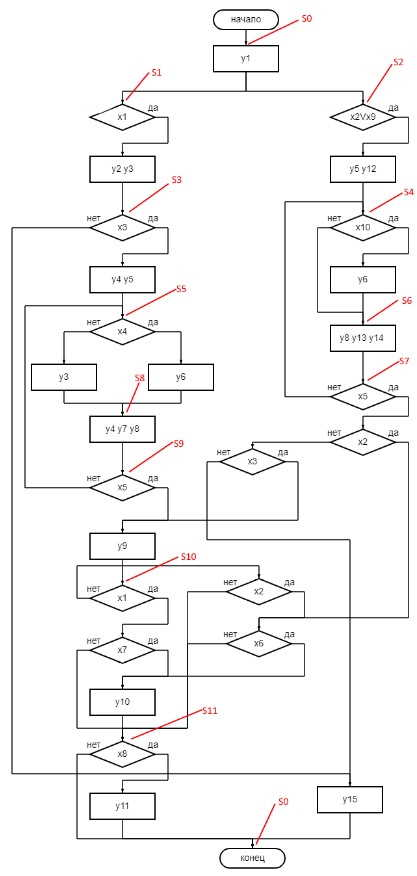 начало
S0
y1
S1
S2
x1
да
x2Vx9
да
y2 y3
y5 y12
S3
S4
нет
x3
да
нет
x10
да
y4 y5
y6
S5
S6
нет
x4
да
y8 y13 y14
y3
y6
S7
S8
нет
x5
да
y4 y7 y8
нет
x2
да
S9
нет
x3
да
нет
x5
да
y9
S10
нет
x1
да
нет
x2
да
нет
x7
да
нет
x6
да
y10
S11
нет
x8
да
y11
y15
S0
конец